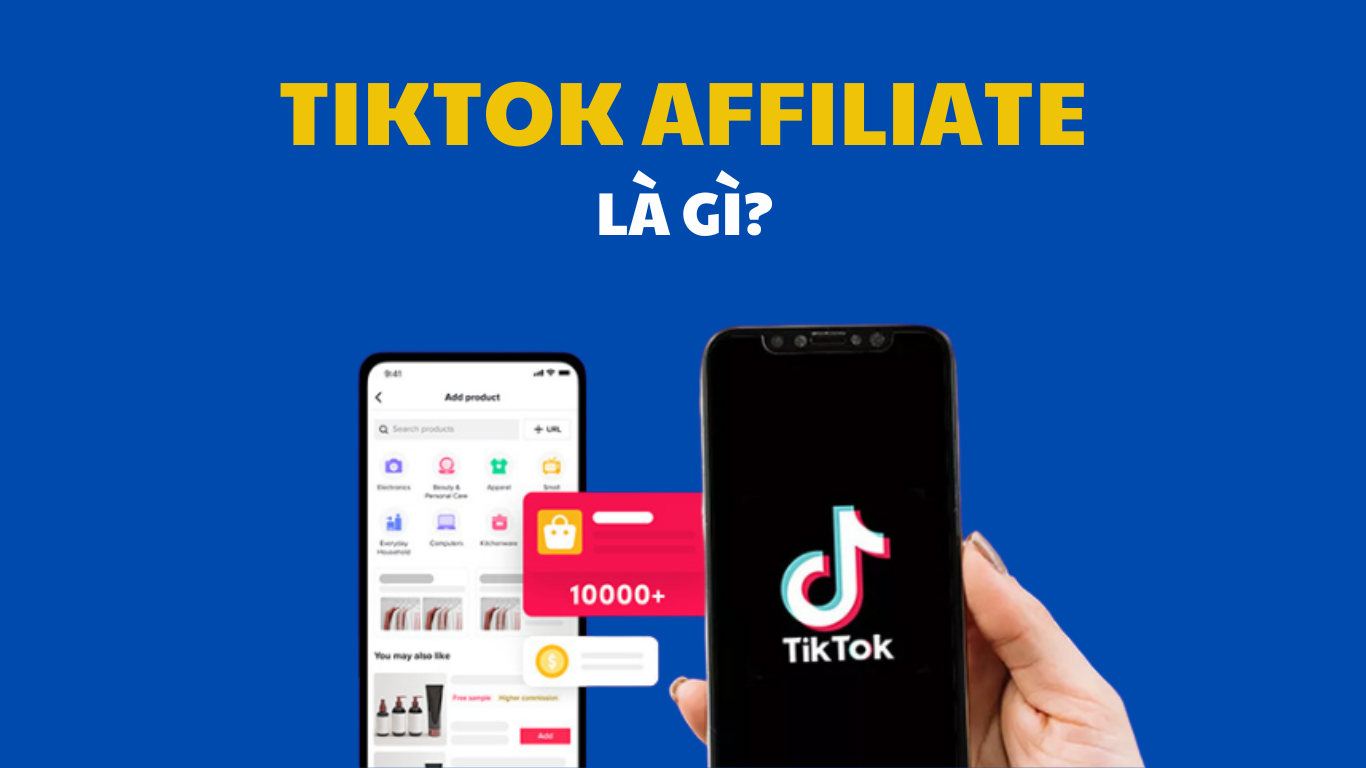 TIKTOK AFFILIATE
LÀ GÌ?
9:41
Add product
Search products
+ URL
Electronics
Beauty &
Personal Care
Apparel
Small
Everyday
Household
Computers
Kitchenware
10000+
You may also like
Free sample
Higher commission
Add
TikTok